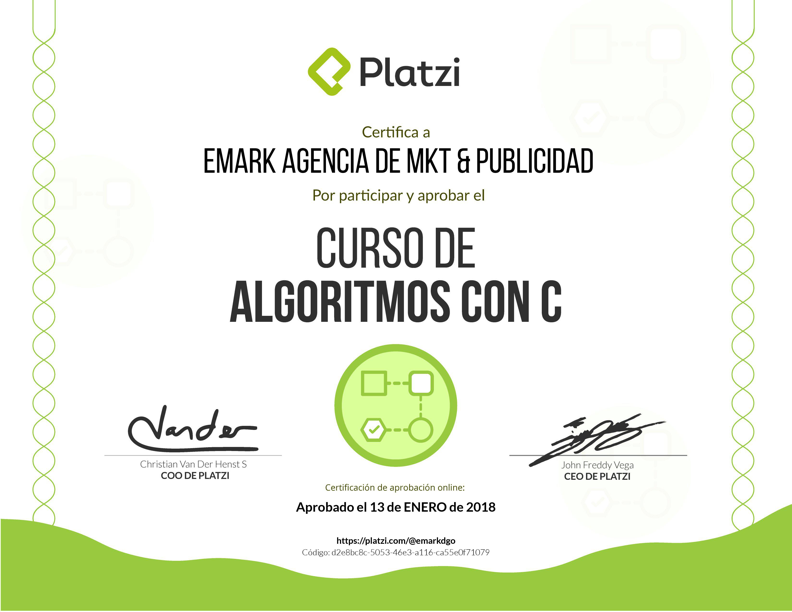 Platzi
Certifica a
EMARK AGENCIA DE MKT & PUBLICIDAD
Por participar y aprobar el
CURSO DE
ALGORITMOS CON C
Christian Van Der Henst S
COO DE PLATZI
John Freddy Vega
CEO DE PLATZI
Certificación de aprobación online:
Aprobado el 13 de ENERO de 2018
https://platzi.com/@emarkdgo
Código: d2e8bc8c-5053-46e3-a116-ca55e0f71079